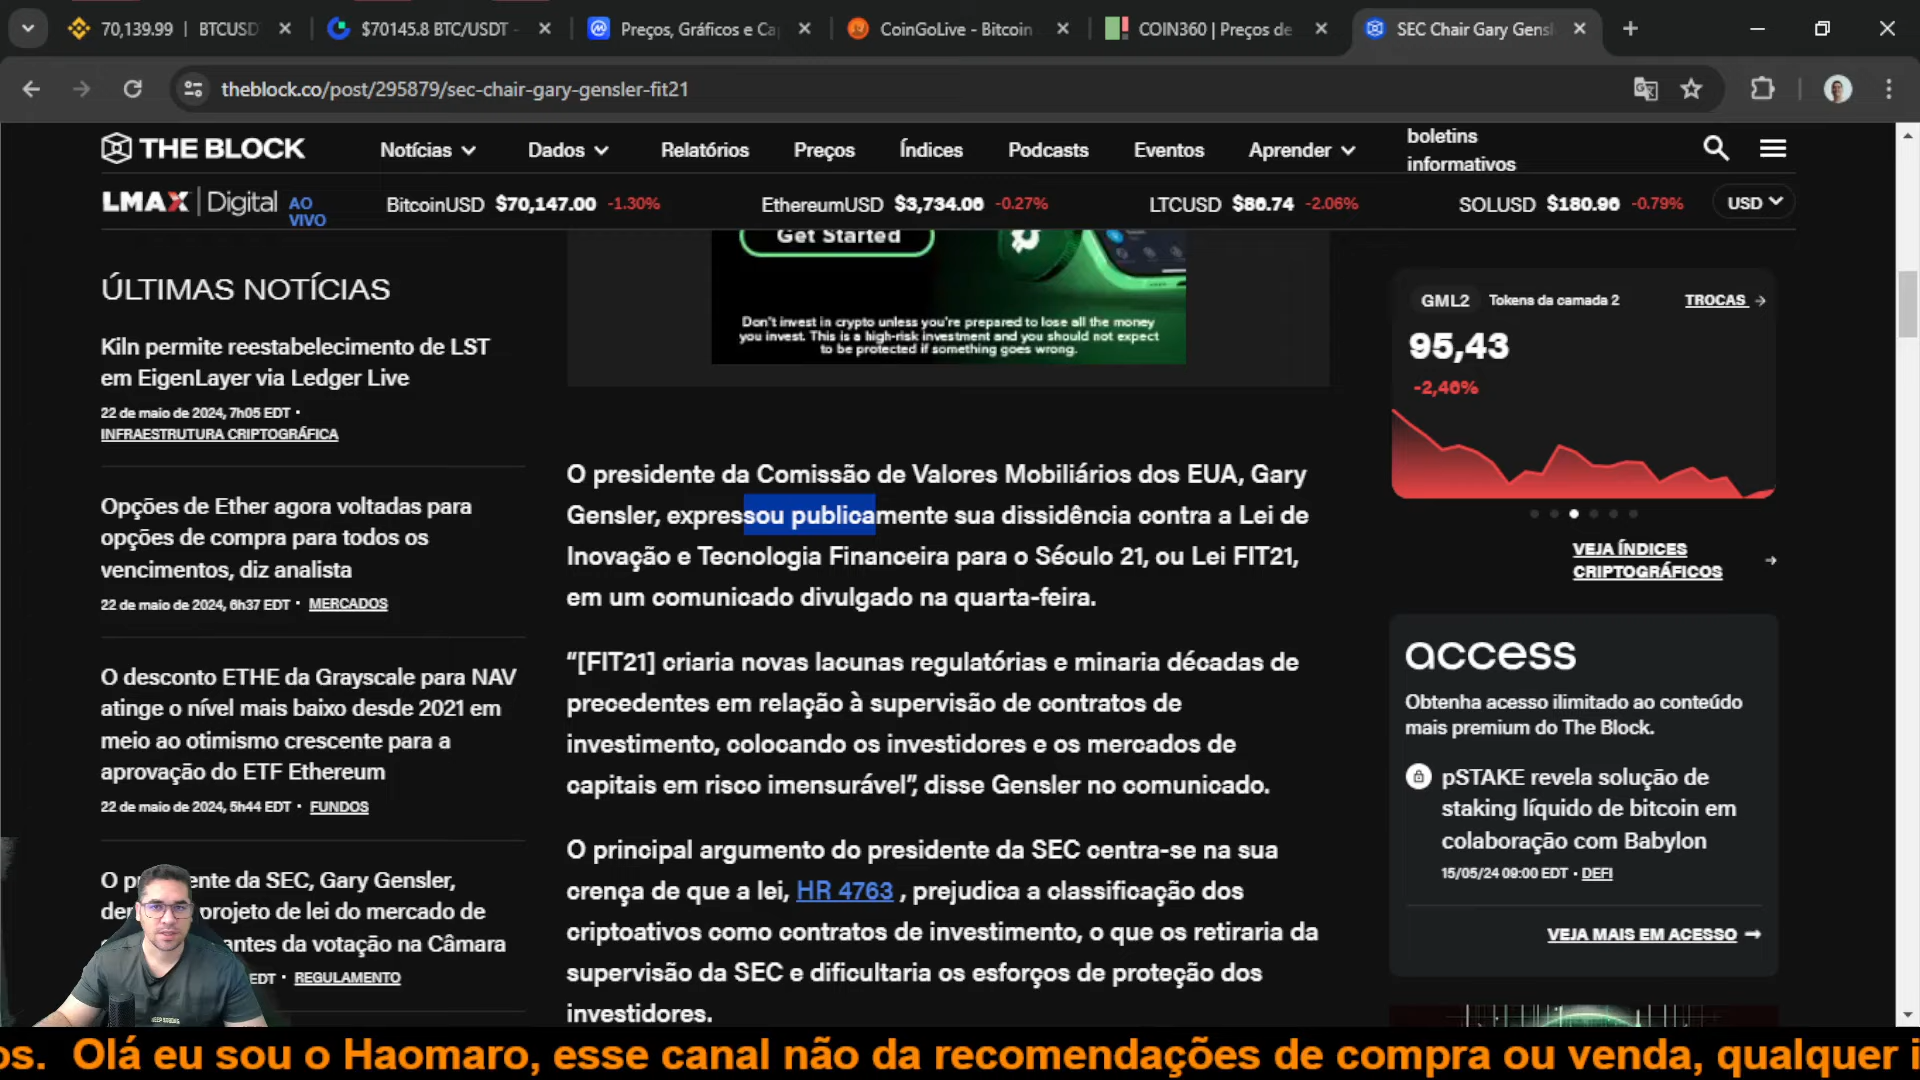 70,139.99 | BTCUSD
$70145.8 BTC/USDT -
Preços, Gráficos e Ca
CoinGoLive - Bitcoin
COIN360 | Preços de
SEC Chair Gary Gensl
theblock.co/post/295879/sec-chair-gary-gensler-fit21
THE BLOCK
Notícias
Dados
Relatórios
Preços
Índices
Podcasts
Eventos
Aprender
boletins
informativos
LMAX Digital
AO
VIVO
BitcoinUSD $70,147.00 -1.30%
EthereumUSD $3,734.06 -0.27%
LTCUSD $86.74 -2.06%
SOLUSD $180.96 -0.79%
USD
ÚLTIMAS NOTÍCIAS
Kiln permite reestabelecimento de LST
em EigenLayer via Ledger Live
22 de maio de 2024, 7h05 EDT •
INFRAESTRUTURA CRIPTOGRÁFICA
Opções de Ether agora voltadas para
opções de compra para todos os
vencimentos, diz analista
22 de maio de 2024, 6h37 EDT • MERCADOS
O desconto ETHE da Grayscale para NAV
atinge o nível mais baixo desde 2021 em
meio ao otimismo crescente para a
aprovação do ETF Ethereum
22 de maio de 2024, 5h44 EDT • FUNDOS
O ente da SEC, Gary Gensler,
projeto de lei do mercado de
antes da votação na Câmara
EDT • REGULAMENTO
Get Started
Don't invest in crypto unless you're prepared to lose all the money
you invest. This is a high-risk investment and you should not expect
to be protected if something goes wrong.
O presidente da Comissão de Valores Mobiliários dos EUA, Gary
Gensler, expressou publicamente sua dissidência contra a Lei de
Inovação e Tecnologia Financeira para o Século 21, ou Lei FIT21,
em um comunicado divulgado na quarta-feira.
“[FIT21] criaria novas lacunas regulatórias e minaria décadas de
precedentes em relação à supervisão de contratos de
investimento, colocando os investidores e os mercados de
capitais em risco imensurável”, disse Gensler no comunicado.
O principal argumento do presidente da SEC centra-se na sua
crença de que a lei, HR 4763 , prejudica a classificação dos
criptoativos como contratos de investimento, o que os retiraria da
supervisão da SEC e dificultaria os esforços de proteção dos
investidores.
GML2 Tokens da camada 2 TROCAS
95,43
-2,46%
VEJA ÍNDICES
CRIPTOGRÁFICOS
access
Obtenha acesso ilimitado ao conteúdo
mais premium do The Block.
pSTAKE revela solução de
staking líquido de bitcoin em
colaboração com Babylon
15/05/24 09:00 EDT • DEFI
VEJA MAIS EM ACESSO
os. Olá eu sou o Haomaro, esse canal não da recomendações de compra ou venda, qualquer i